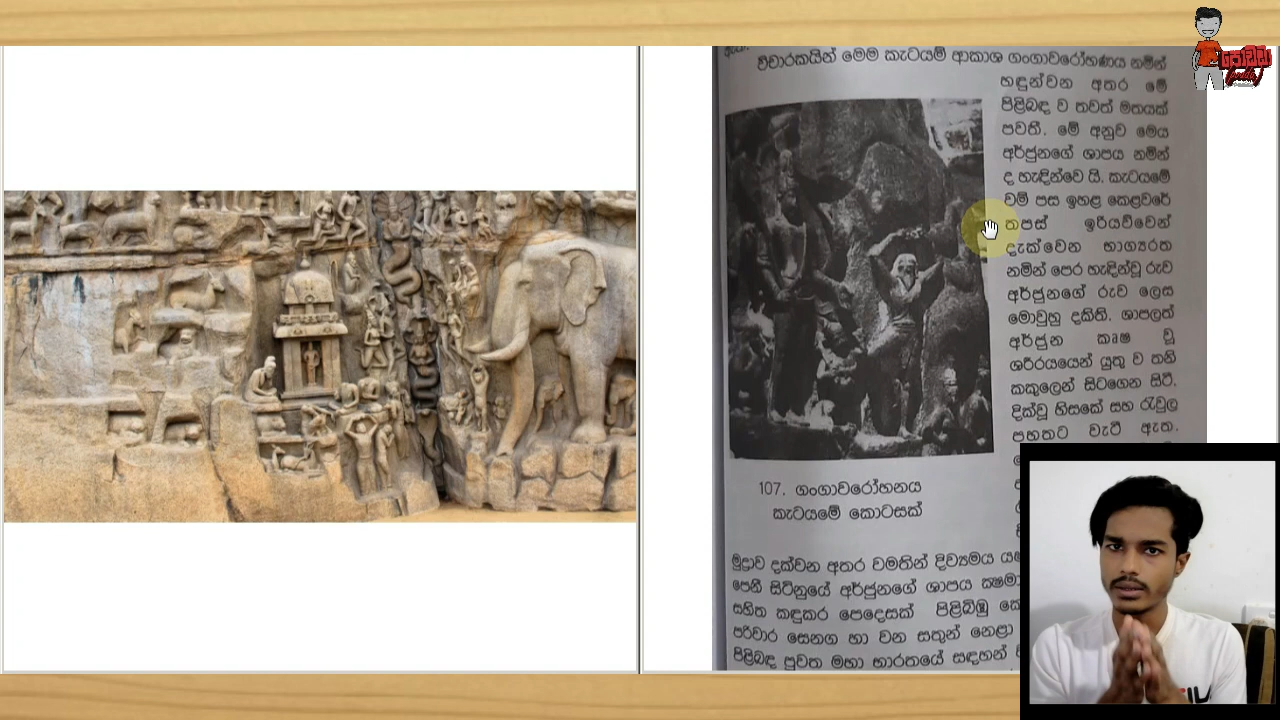 විචාරකයින් මෙම කැටයම් ආකාශ ගංගාවරෝහණය නමින්
හඳුන්වන අතර මේ
පිළිබඳ ව තවත් මතයක්
පවතී. මේ අනුව මෙය
අර්ජුනගේ ශාපය නමින්
ද හැඳින්වෙ යි. කැටයමේ
වම් පස ඉහළ කෙළවරේ
තපස් ඉරියව්වෙන්
දැක්වෙන භාග්‍යරත
නමින් පෙර හැඳින්වූ රුව
අර්ජුනගේ රුව ලෙස
මොවුහු දකිති. ශාපලත්
අර්ජුන කෘෂ වූ
ශරීරයයෙන් යුතු ව තනි
කකුලෙන් සිටගෙන සිටී.
දික්වූ හිසකේ සහ රැවුල
පහතට වැටී ඇත.
107. ගංගාවරෝහනය
කැටයමේ කොටසක්
මුද්‍රාව දක්වන අතර වමතින් දිව්‍යමය
පෙනී සිටිනුයේ අර්ජුනගේ ශාපය
සහිත කඳුකර පෙදෙසක් පිළිබිඹු
පරිවාර සෙනග හා වන සතුන් නෙළා
පිළිබඳ පුවත මහා භාරතයේ සඳහන්
පොඩ්ඩා